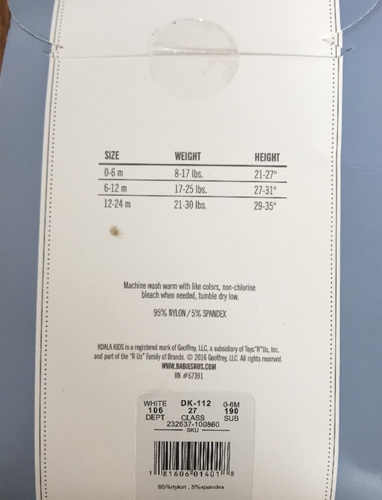 SIZE WEIGHT HEIGHT
0-6 m 8-17 lbs. 21-27"
6-12 m 17-25 lbs. 27-31"
12-24 m 21-30 lbs. 29-35"
Machine wash warm with like colors, non-chlorine
bleach when needed, tumble dry low.
95% NYLON / 5% SPANDEX
KOALA KIDS is a registered mark of Geoffrey, LLC, a subsidiary of Toys"R"Us, Inc.
and part of the "R Us" Family of Brands. © 2016 Geoffrey, LLC. All rights reserved.
WWW.BABIESRUS.COM
RN #67391
WHITE DK-112 0-6M
106 27 190
DEPT CLASS SUB
232637-100860
SKU
1 81606 01401 8
95%nylon , 5%spandex